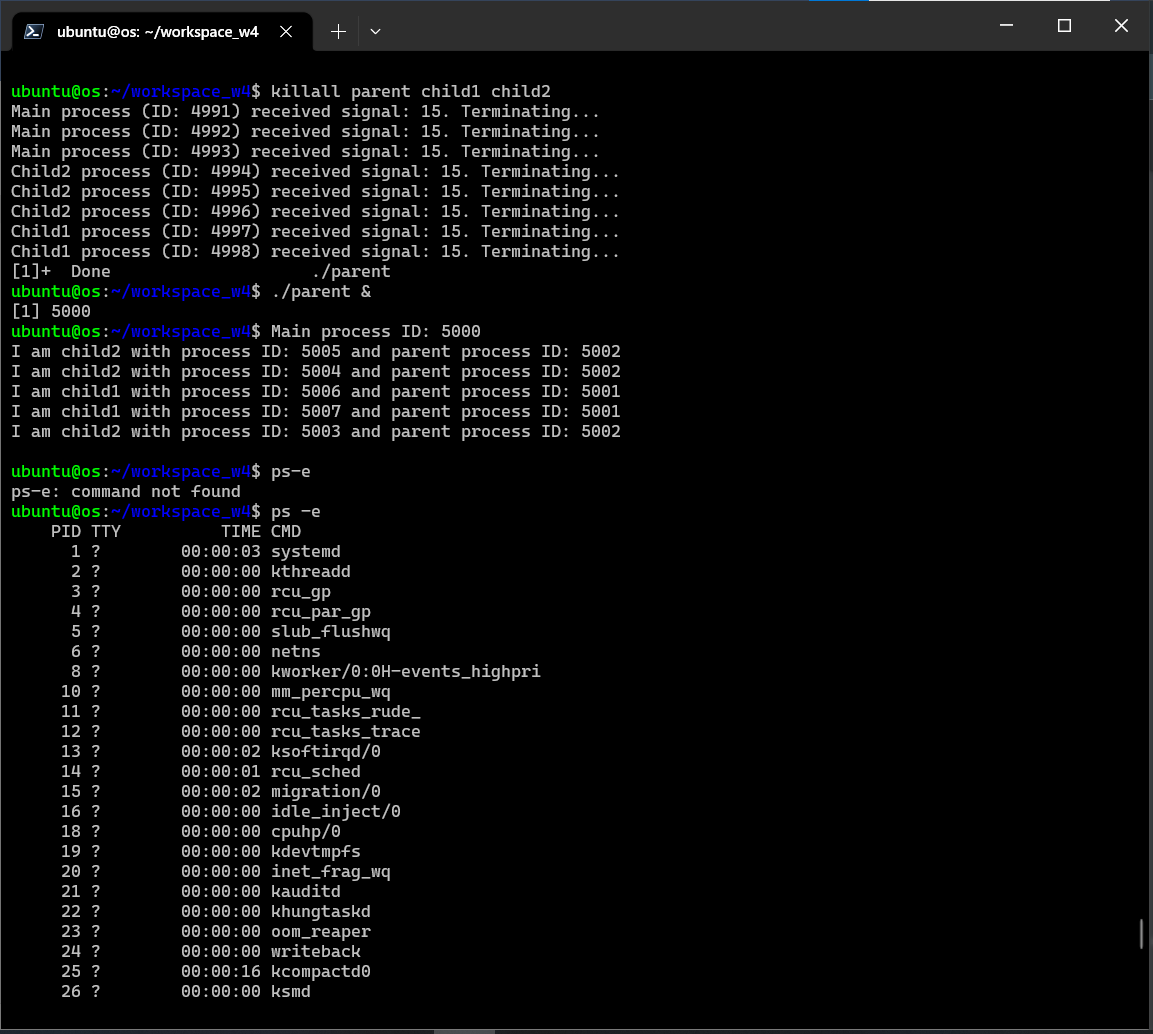 ubuntu@os: ~/workspace_w4
ubuntu@os:~/workspace_w4$ killall parent child1 child2
Main process (ID: 4991) received signal: 15. Terminating...
Main process (ID: 4992) received signal: 15. Terminating...
Main process (ID: 4993) received signal: 15. Terminating...
Child2 process (ID: 4994) received signal: 15. Terminating...
Child2 process (ID: 4995) received signal: 15. Terminating...
Child2 process (ID: 4996) received signal: 15. Terminating...
Child1 process (ID: 4997) received signal: 15. Terminating...
Child1 process (ID: 4998) received signal: 15. Terminating...
[1]+  Done                    ./parent
ubuntu@os:~/workspace_w4$ ./parent &
[1] 5000
ubuntu@os:~/workspace_w4$ Main process ID: 5000
I am child2 with process ID: 5005 and parent process ID: 5002
I am child2 with process ID: 5004 and parent process ID: 5002
I am child1 with process ID: 5006 and parent process ID: 5001
I am child1 with process ID: 5007 and parent process ID: 5001
I am child2 with process ID: 5003 and parent process ID: 5002
ubuntu@os:~/workspace_w4$ ps-e
ps-e: command not found
ubuntu@os:~/workspace_w4$ ps -e
    PID TTY          TIME CMD
      1 ?        00:00:03 systemd
      2 ?        00:00:00 kthreadd
      3 ?        00:00:00 rcu_gp
      4 ?        00:00:00 rcu_par_gp
      5 ?        00:00:00 slub_flushwq
      6 ?        00:00:00 netns
      8 ?        00:00:00 kworker/0:0H-events_highpri
     10 ?        00:00:00 mm_percpu_wq
     11 ?        00:00:00 rcu_tasks_rude_
     12 ?        00:00:00 rcu_tasks_trace
     13 ?        00:00:02 ksoftirqd/0
     14 ?        00:00:01 rcu_sched
     15 ?        00:00:02 migration/0
     16 ?        00:00:00 idle_inject/0
     18 ?        00:00:00 cpuhp/0
     19 ?        00:00:00 kdevtmpfs
     20 ?        00:00:00 inet_frag_wq
     21 ?        00:00:00 kauditd
     22 ?        00:00:00 khungtaskd
     23 ?        00:00:00 oom_reaper
     24 ?        00:00:00 writeback
     25 ?        00:00:16 kcompactd0
     26 ?        00:00:00 ksmd